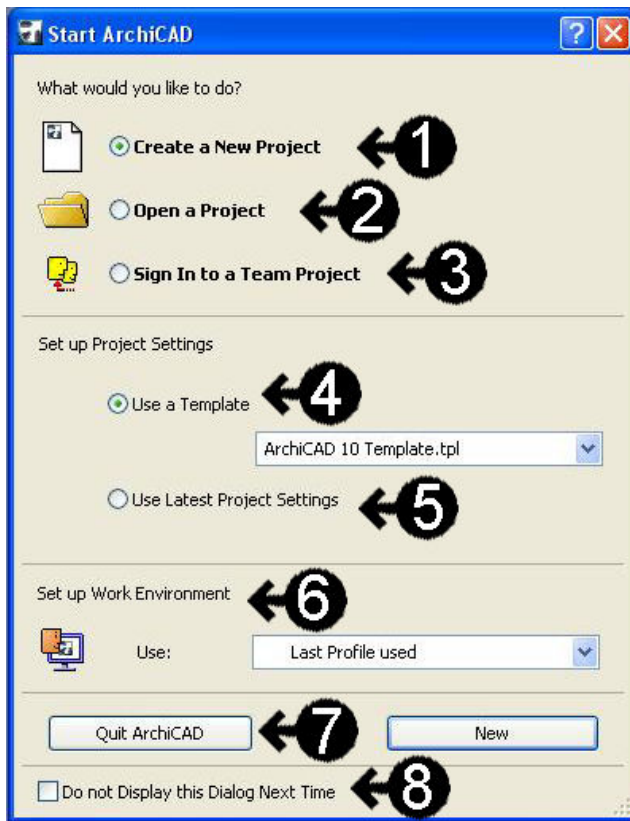 Start ArchiCAD
?
What would you like to do?
Create a New Project 1
Open a Project 2
Sign In to a Team Project 3
Set up Project Settings
Use a Template 4
ArchiCAD 10 Template.tpl
Use Latest Project Settings 5
Set up Work Environment 6
Use: Last Profile used
Quit ArchiCAD 7 New
Do not Display this Dialog Next Time 8